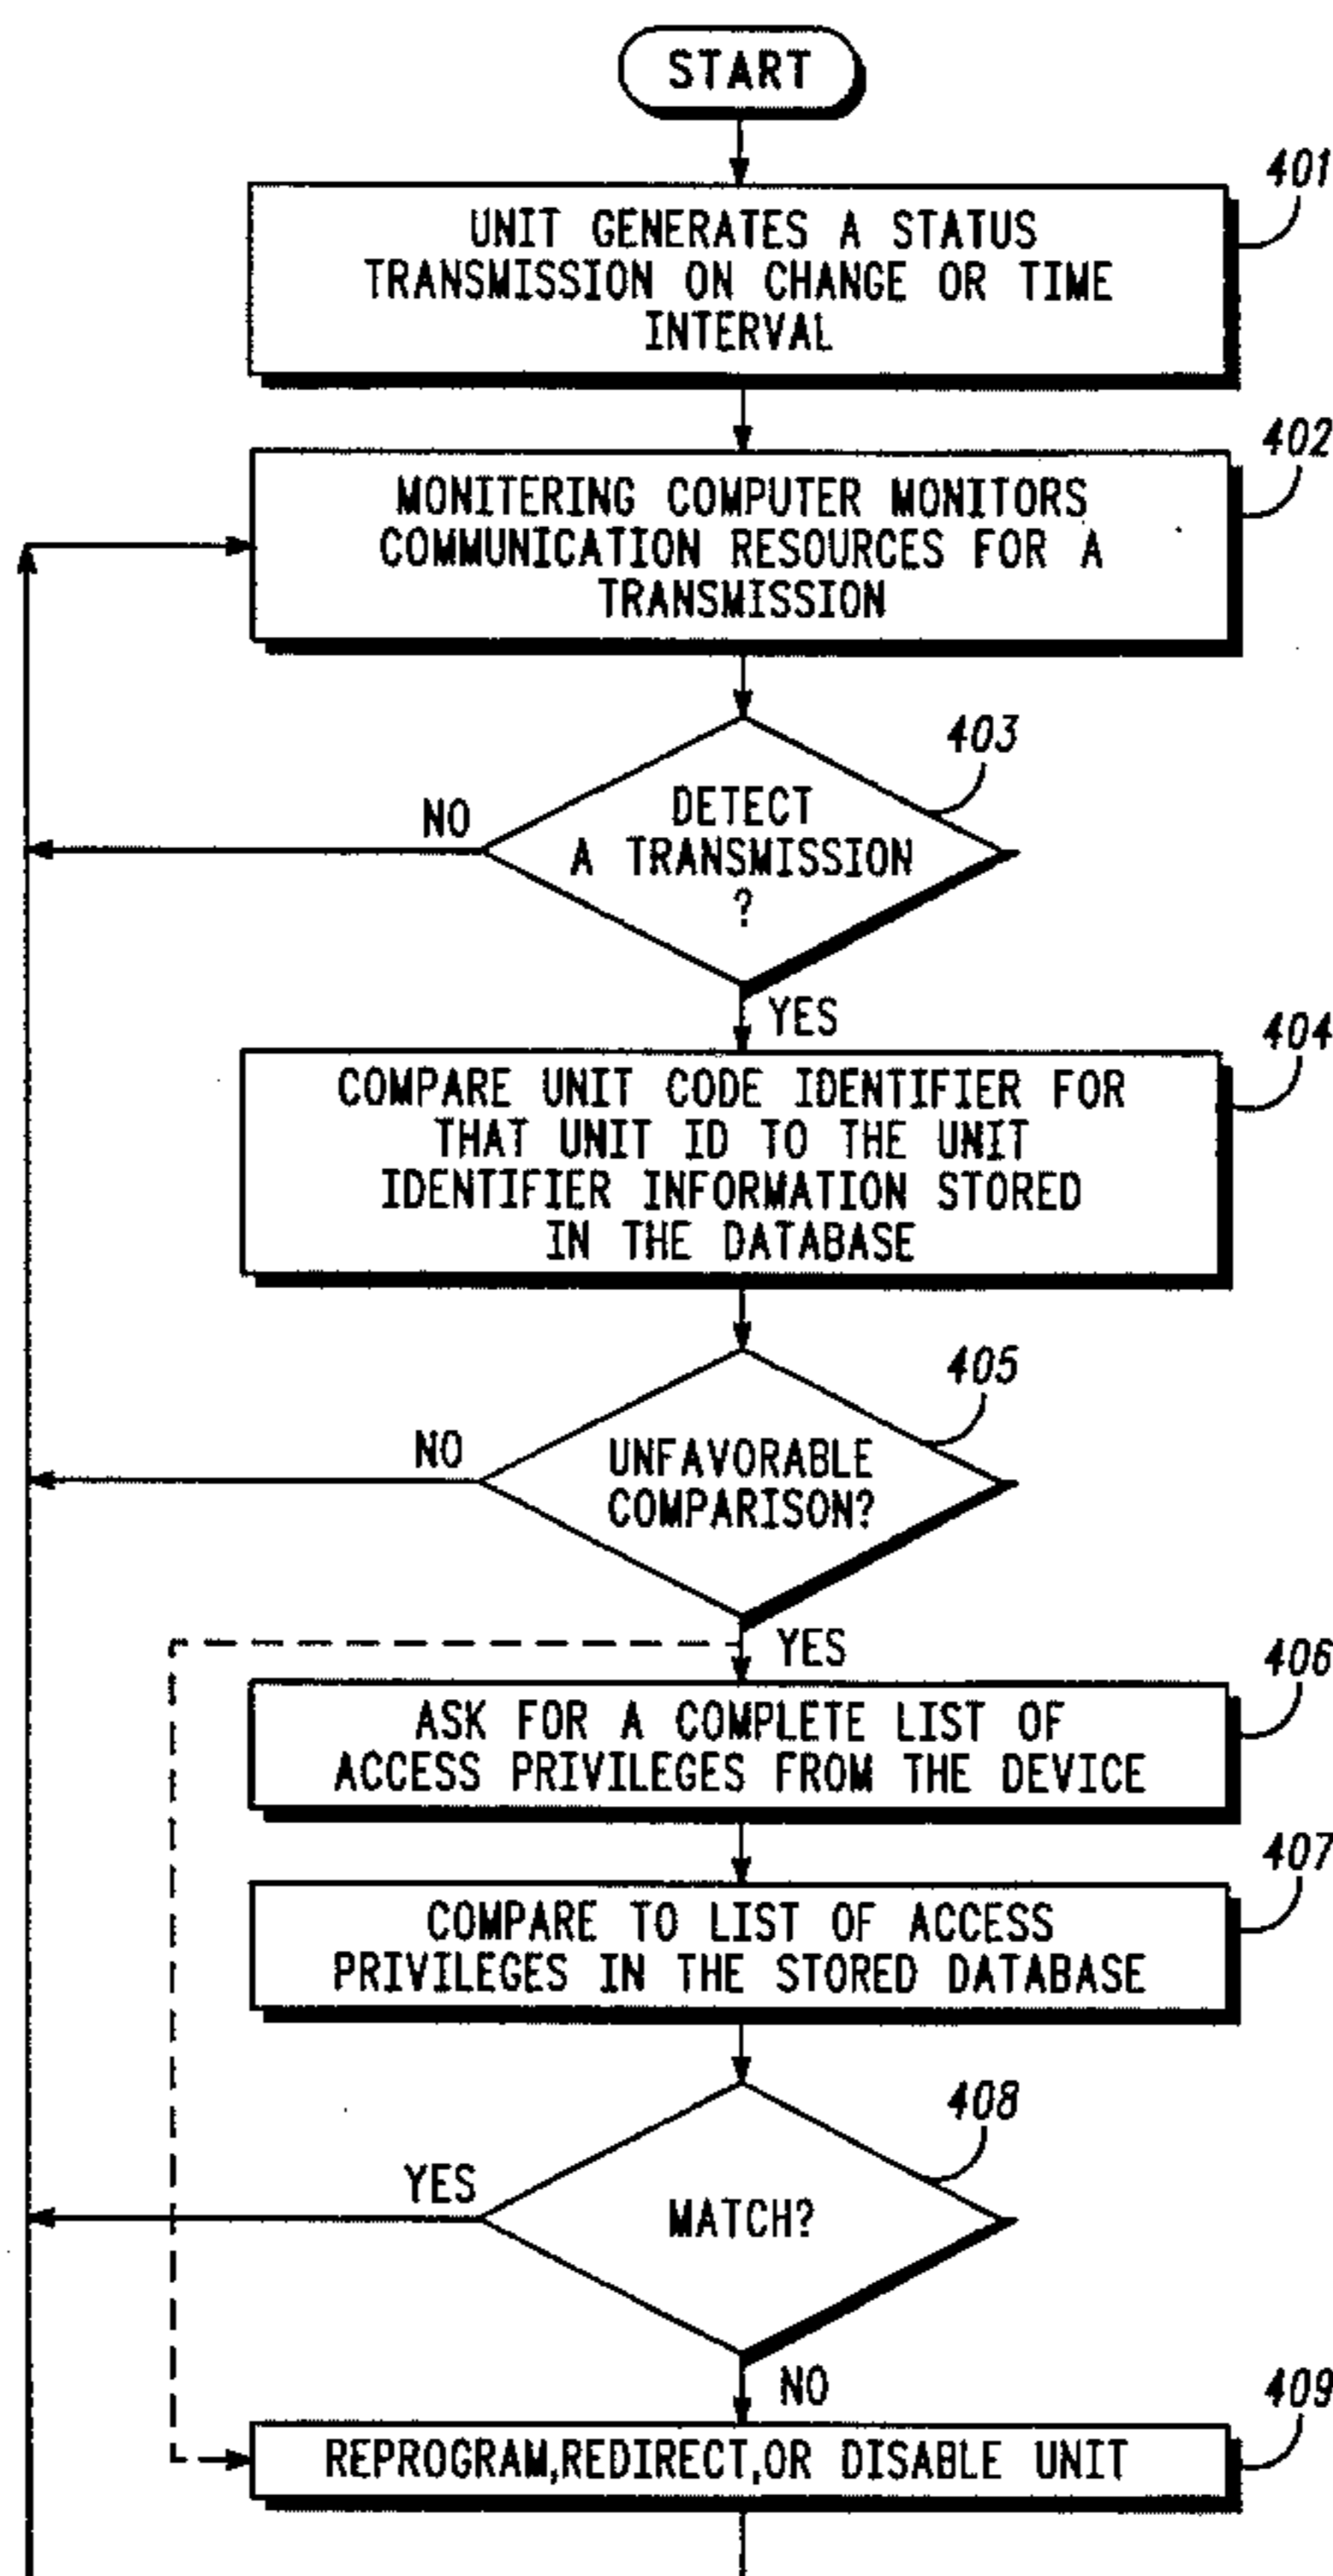 START
401
UNIT GENERATES A STATUS
TRANSMISSION ON CHANGE OR TIME
INTERVAL
402
MONITERING COMPUTER MONITORS
COMMUNICATION RESOURCES FOR A
TRANSMISSION
403
DETECT
A TRANSMISSION
?
NO
YES
404
COMPARE UNIT CODE IDENTIFIER FOR
THAT UNIT ID TO THE UNIT
IDENTIFIER INFORMATION STORED
IN THE DATABASE
405
UNFAVORABLE
COMPARISON?
NO
YES
406
ASK FOR A COMPLETE LIST OF
ACCESS PRIVILEGES FROM THE DEVICE
407
COMPARE TO LIST OF ACCESS
PRIVILEGES IN THE STORED DATABASE
408
MATCH?
YES
NO
409
REPROGRAM,REDIRECT,OR DISABLE UNIT